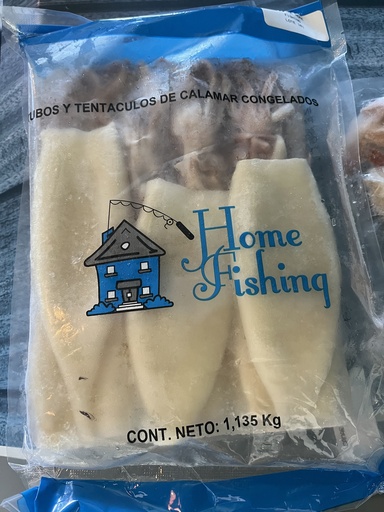 UBOS Y TENTACULOS DE CALAMAR CONGELADOS
Home
Fishing
CONT. NETO: 1,135 Kg